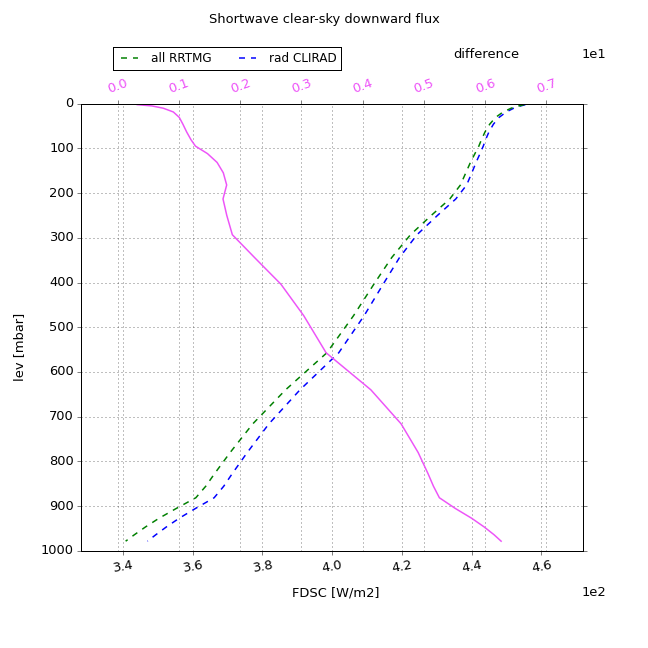 Shortwave clear-sky downward flux
all RRTMG rad CLIRAD
difference 1e1
0.0 0.1 0.2 0.3 0.4 0.5 0.6 0.7
0
100
200
300
400
500
600
700
800
900
1000
lev [mbar]
3.4 3.6 3.8 4.0 4.2 4.4 4.6
FDSC [W/m2] 1e2